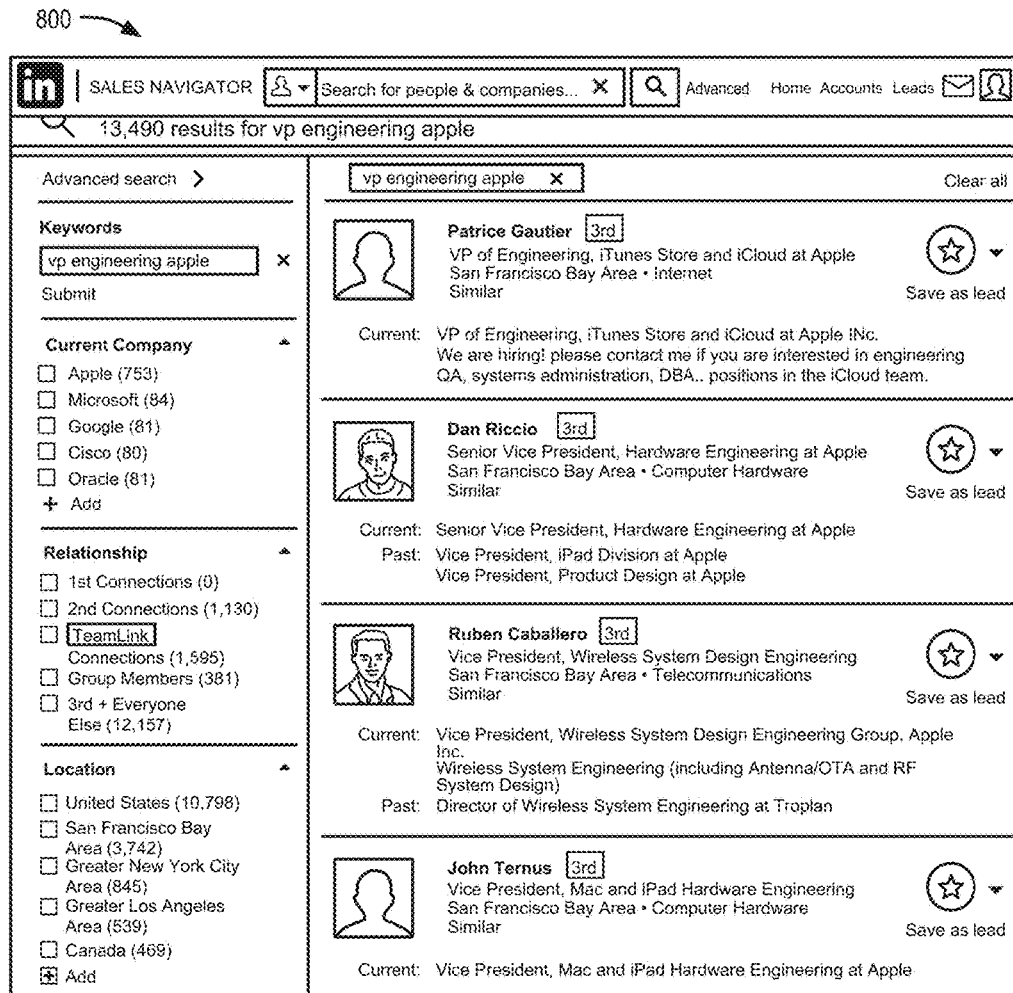 800
in SALES NAVIGATOR Search for people & companies... X Advanced Home Accounts Leads
13,490 results for vp engineering apple
Advanced search >
Keywords
vp engineering apple X
Submit
Current Company
Apple (753)
Microsoft (84)
Google (81)
Cisco (80)
Oracle (81)
+ Add
Relationship
1st Connections (0)
2nd Connections (1,130)
TeamLink
Connections (1,595)
Group Members (381)
3rd + Everyone
Else (12,157)
Location
United States (10,798)
San Francisco Bay
Area (3,742)
Greater New York City
Area (845)
Greater Los Angeles
Area (539)
Canada (469)
+ Add
vp engineering apple X Clear all
Patrice Gautier 3rd
VP of Engineering, iTunes Store and iCloud at Apple
San Francisco Bay Area • Internet
Similar
Save as lead
Current: VP of Engineering, iTunes Store and iCloud at Apple INc.
We are hiring! please contact me if you are interested in engineering
QA, systems administration, DBA.. positions in the iCloud team.
Dan Riccio 3rd
Senior Vice President, Hardware Engineering at Apple
San Francisco Bay Area • Computer Hardware
Similar
Save as lead
Current: Senior Vice President, Hardware Engineering at Apple
Past: Vice President, iPad Division at Apple
Vice President, Product Design at Apple
Ruben Caballero 3rd
Vice President, Wireless System Design Engineering
San Francisco Bay Area • Telecommunications
Similar
Save as lead
Current: Vice President, Wireless System Design Engineering Group, Apple
Inc.
Wireless System Engineering (including Antenna/OTA and RF
System Design)
Past: Director of Wireless System Engineering at Troplan
John Ternus 3rd
Vice President, Mac and iPad Hardware Engineering
San Francisco Bay Area • Computer Hardware
Similar
Save as lead
Current: Vice President, Mac and iPad Hardware Engineering at Apple